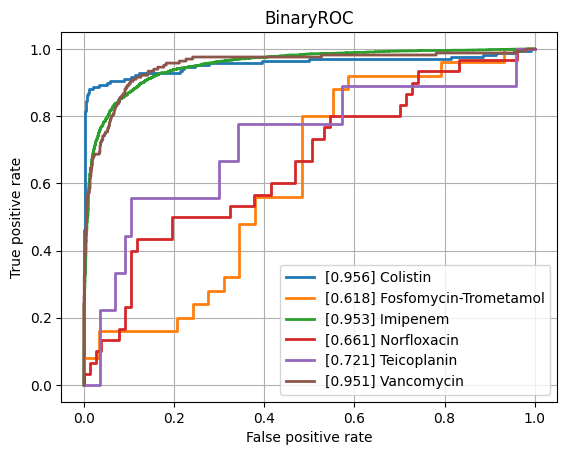 BinaryROC
True positive rate
1.0
0.8
0.6
0.4
0.2
0.0
[0.956] Colistin
[0.618] Fosfomycin-Trometamol
[0.953] Imipenem
[0.661] Norfloxacin
[0.721] Teicoplanin
[0.951] Vancomycin
0.0 0.2 0.4 0.6 0.8 1.0
False positive rate